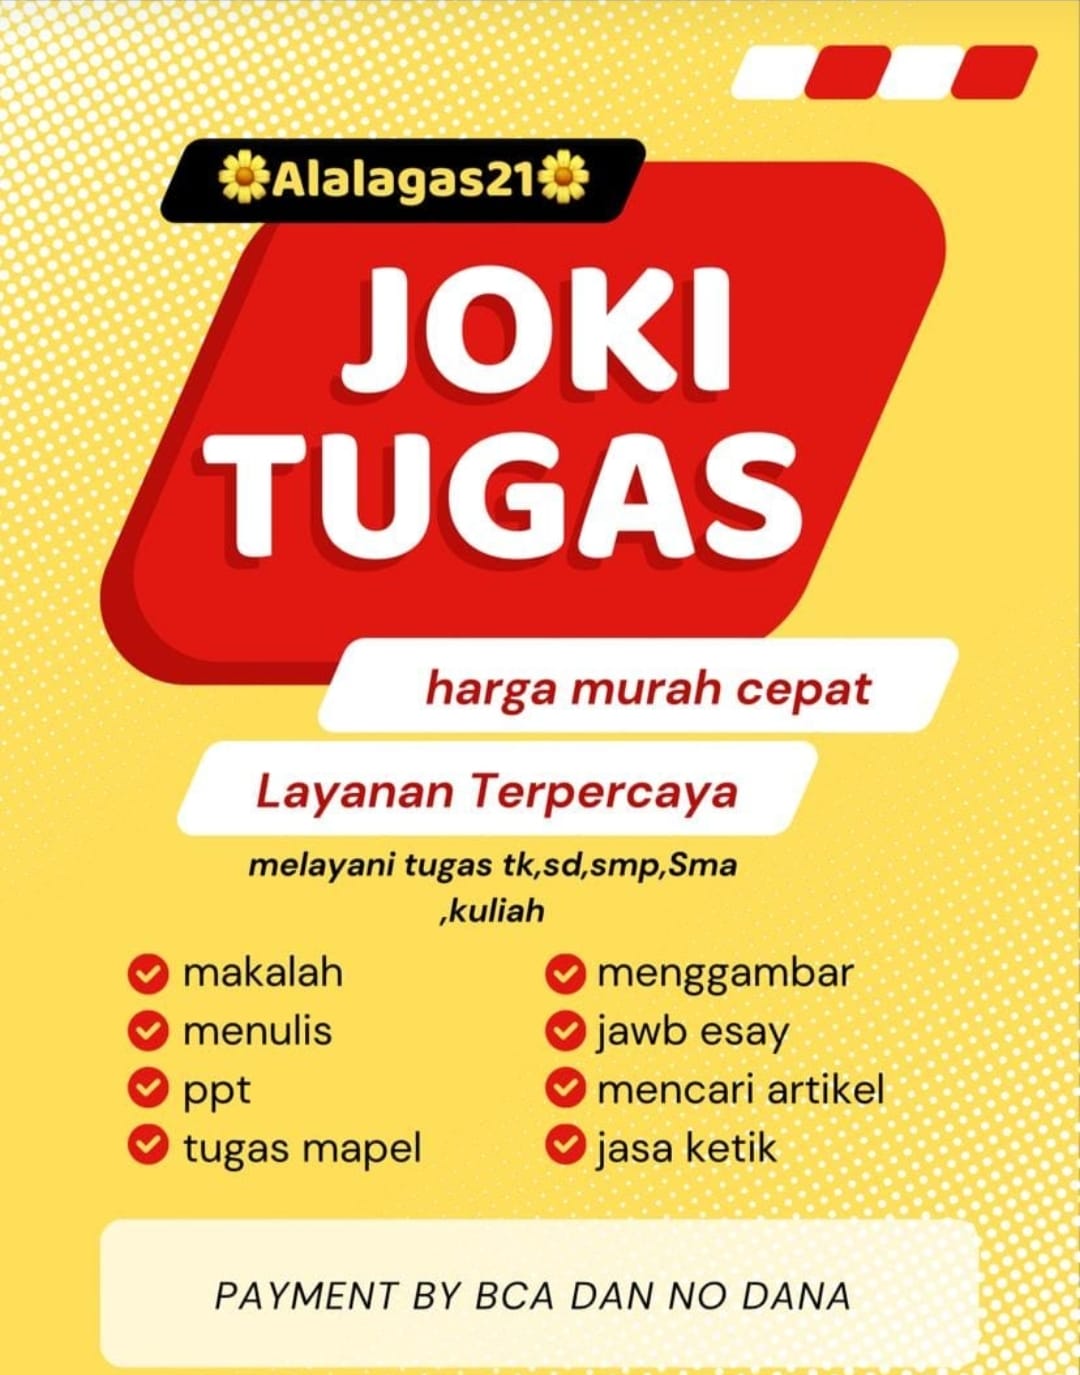 🌼Alalagas21🌼
JOKI
TUGAS
harga murah cepat
Layanan Terpercaya
melayani tugas tk,sd,smp,Sma
,kuliah
makalah
menulis
ppt
tugas mapel
menggambar
jawb esay
mencari artikel
jasa ketik
PAYMENT BY BCA DAN NO DANA